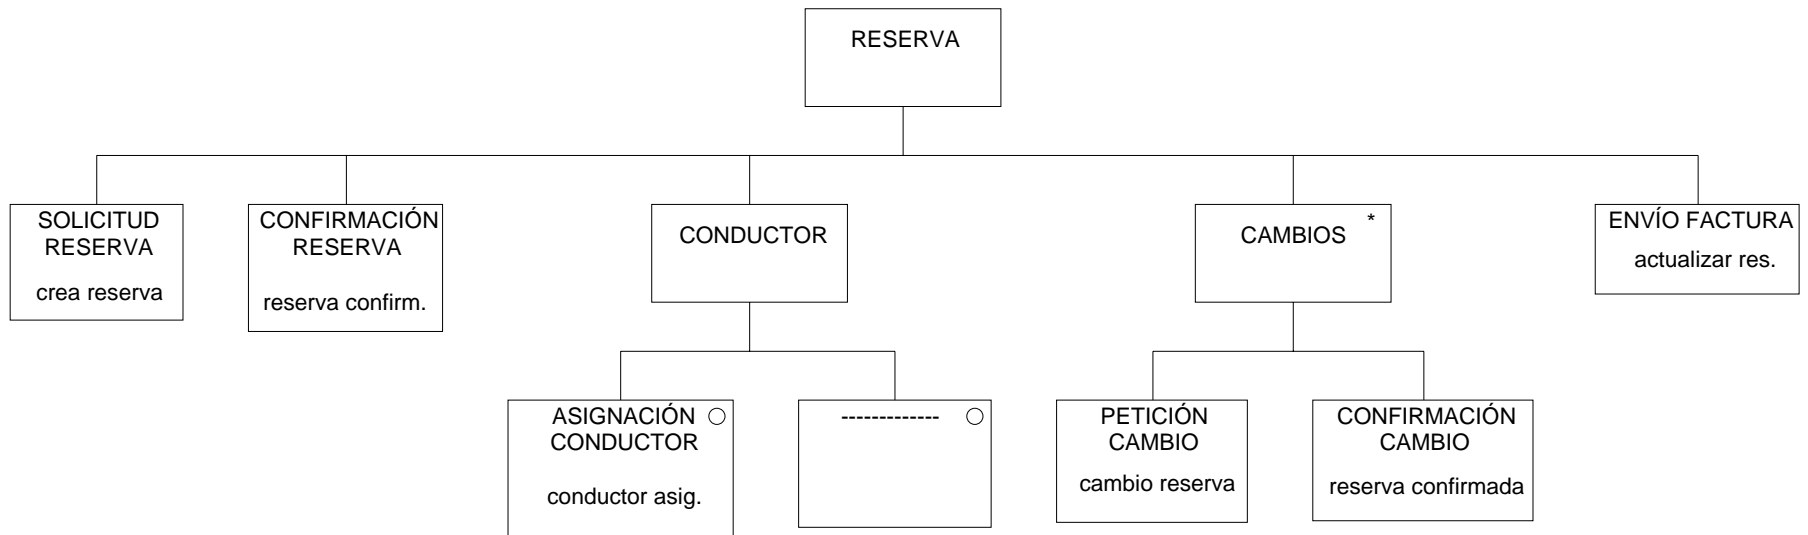 RESERVA
SOLICITUD
RESERVA
crea reserva
CONFIRMACIÓN
RESERVA
reserva confirm.
CONDUCTOR
CAMBIOS *
ENVÍO FACTURA
actualizar res.
ASIGNACIÓN
CONDUCTOR
conductor asig.
-------------
PETICIÓN
CAMBIO
cambio reserva
CONFIRMACIÓN
CAMBIO
reserva confirmada